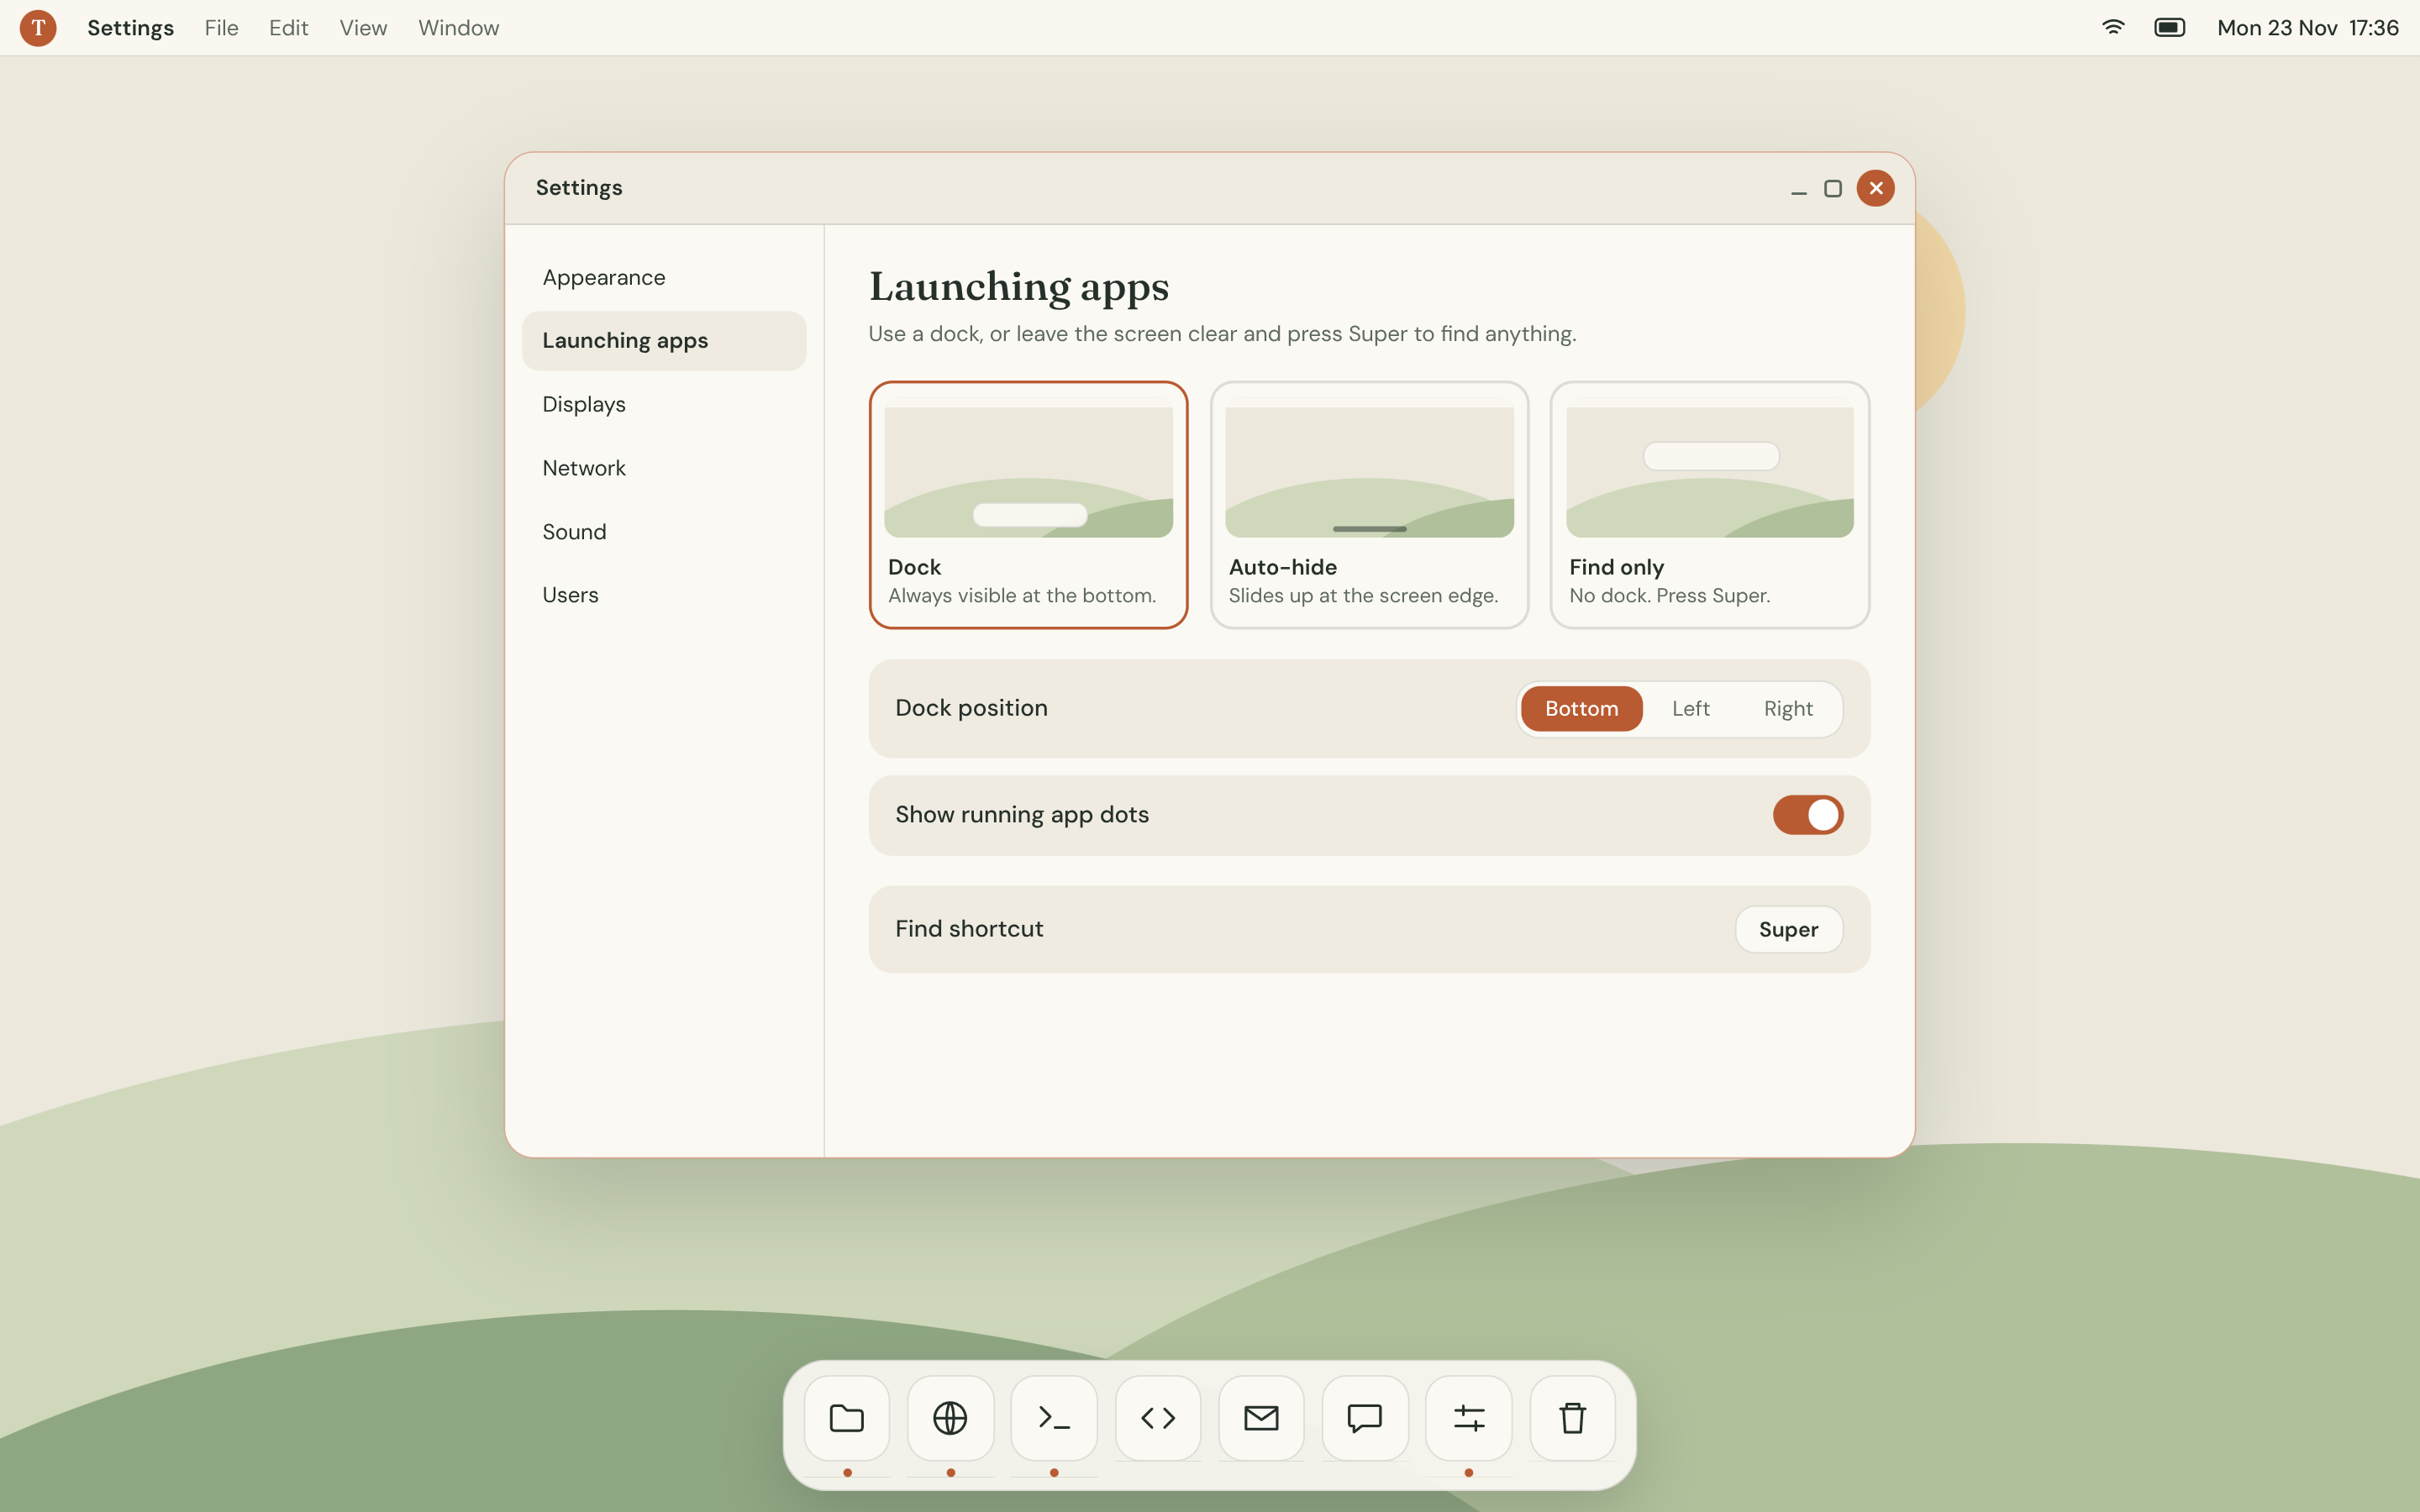 T Settings File Edit View Window Mon 23 Nov 17:36
Settings
Appearance
Launching apps
Displays
Network
Sound
Users
Launching apps
Use a dock, or leave the screen clear and press Super to find anything.
Dock
Always visible at the bottom.
Auto-hide
Slides up at the screen edge.
Find only
No dock. Press Super.
Dock position Bottom Left Right
Show running app dots
Find shortcut Super